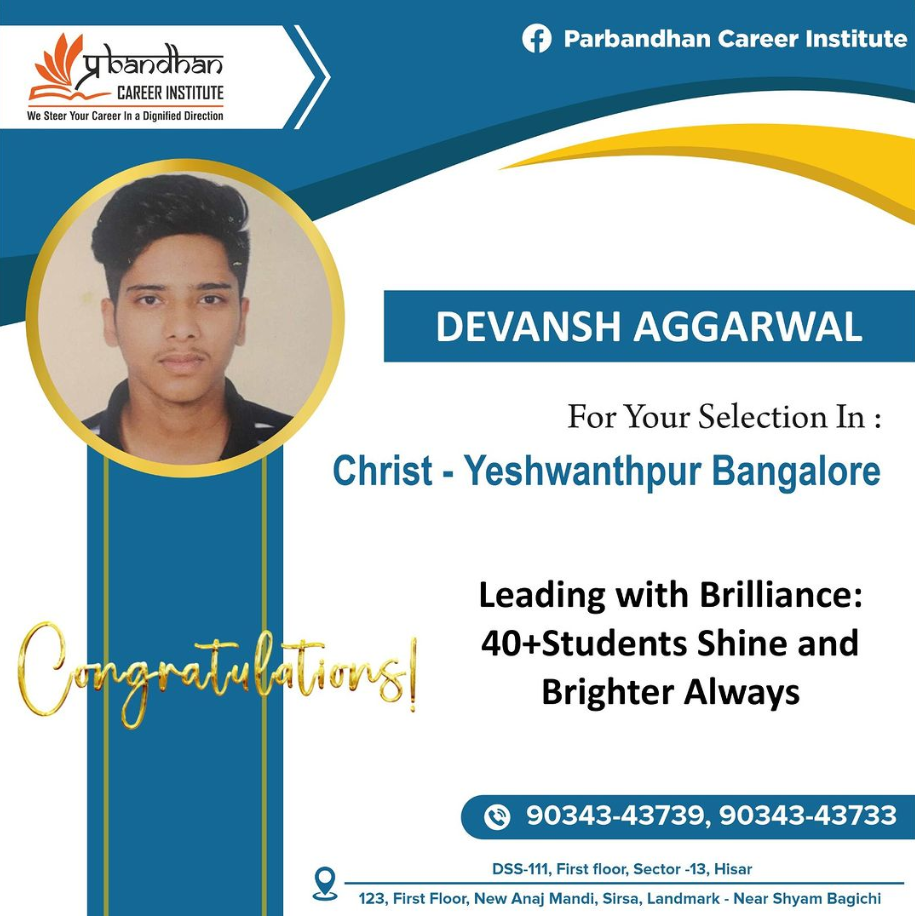 प्रbandhan
CAREER INSTITUTE
We Steer Your Career In a Dignified Direction
Parbandhan Career Institute
DEVANSH AGGARWAL
For Your Selection In :
Christ - Yeshwanthpur Bangalore
Leading with Brilliance:
40+Students Shine and
Brighter Always
Congratulations!
90343-43739, 90343-43733
DSS-111, First floor, Sector -13, Hisar
123, First Floor, New Anaj Mandi, Sirsa, Landmark - Near Shyam Bagichi